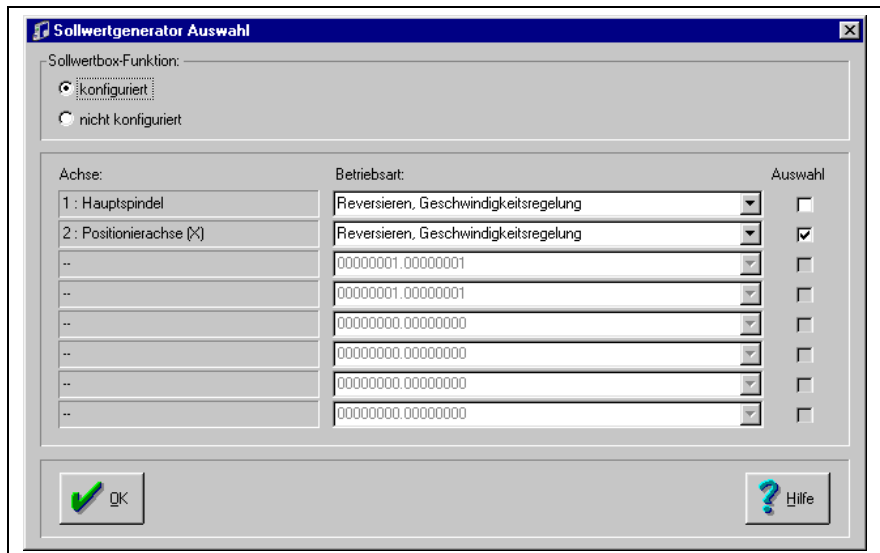 Sollwertgenerator Auswahl
Sollwertbox-Funktion:
konfiguriert
nicht konfiguriert
Achse: Betriebsart: Auswahl
1 : Hauptspindel Reversieren, Geschwindigkeitsregelung
2 : Positionierachse (X) Reversieren, Geschwindigkeitsregelung
-- 00000001.00000001
-- 00000001.00000001
-- 00000000.00000000
-- 00000000.00000000
-- 00000000.00000000
-- 00000000.00000000
OK Hilfe